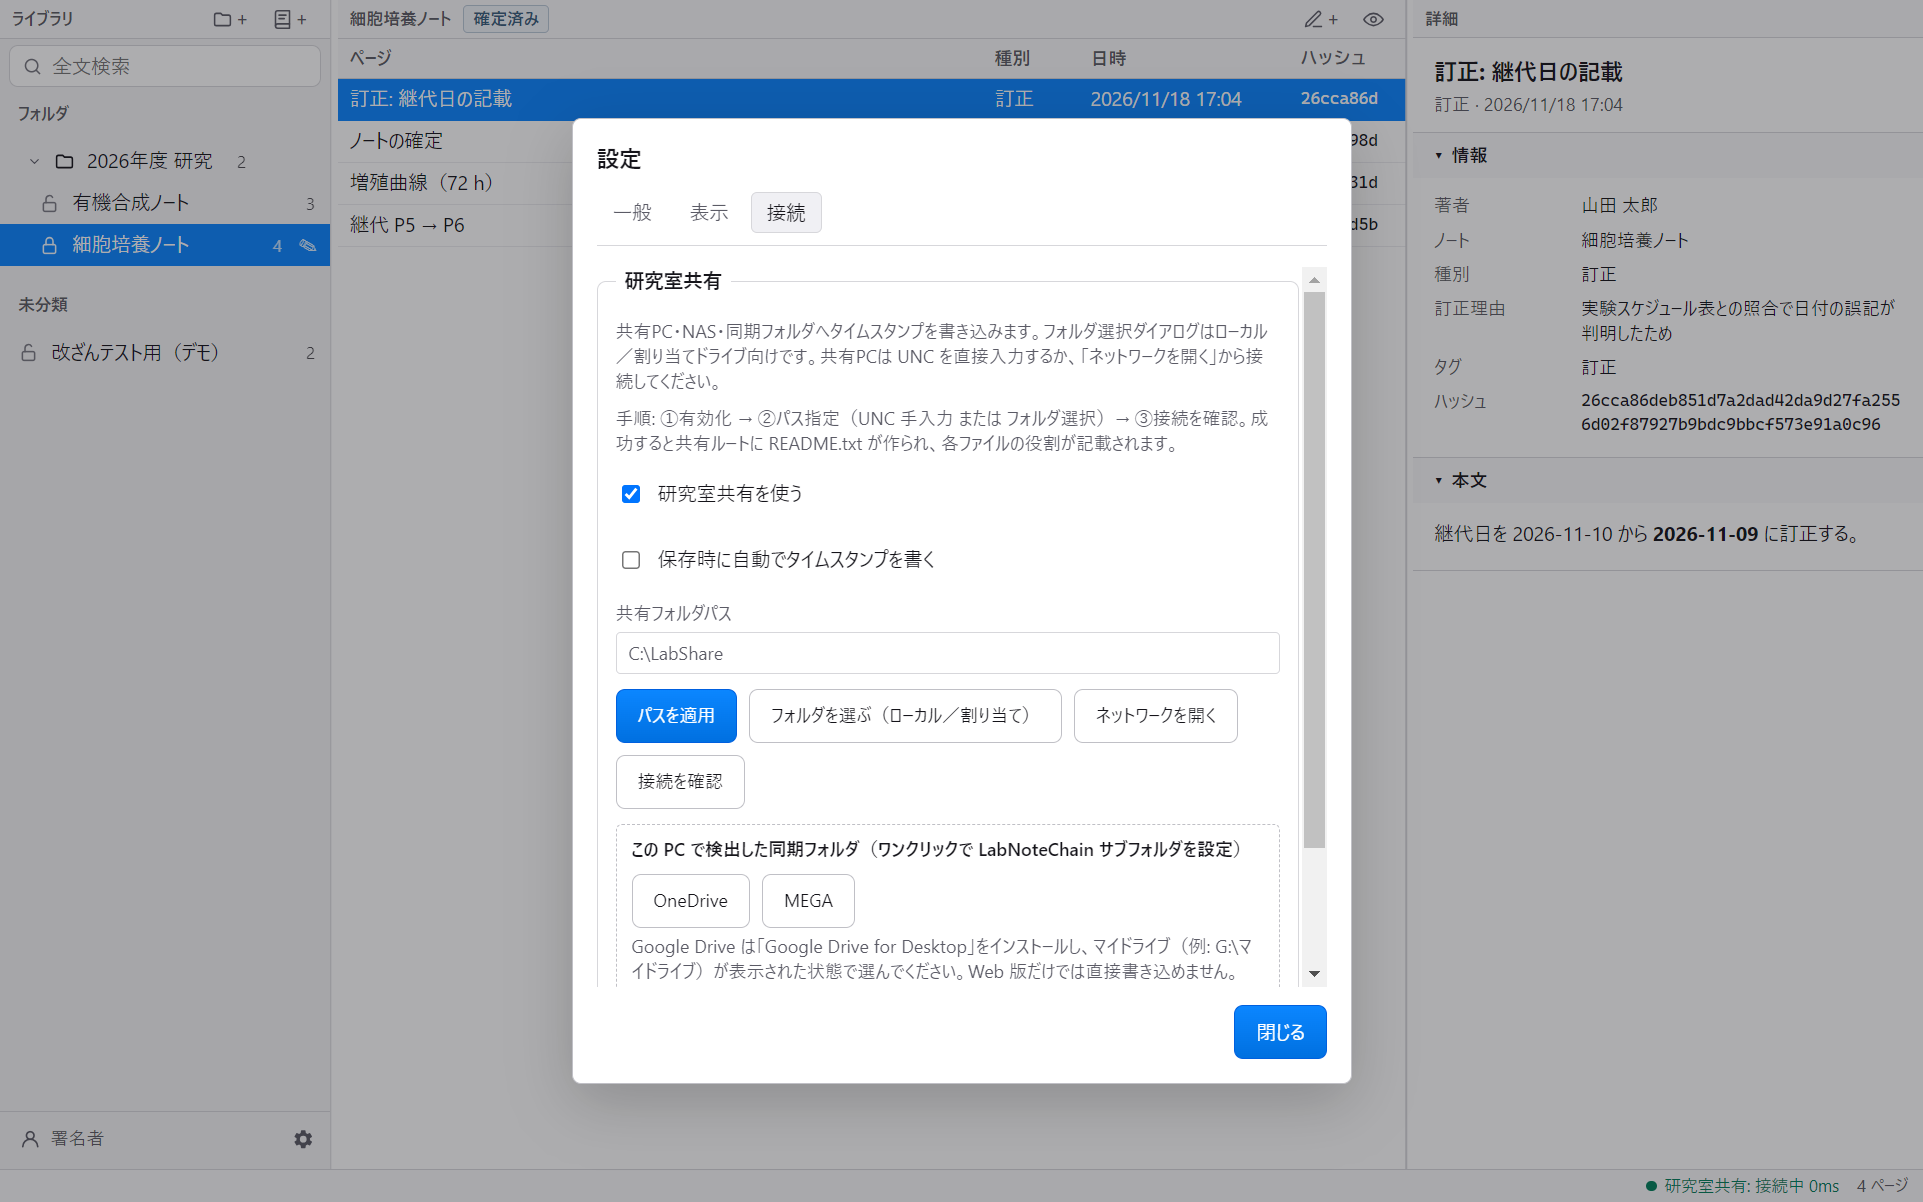 ライブラリ
全文検索
フォルダ
2026年度 研究 2
有機合成ノート 3
細胞培養ノート 4
未分類
改ざんテスト用（デモ） 2
署名者
細胞培養ノート 確定済み
ページ 種別 日時 ハッシュ
訂正: 継代日の記載 訂正 2026/11/18 17:04 26cca86d
ノートの確定 98d
増殖曲線（72 h） 31d
継代 P5 → P6 d5b
設定
一般 表示 接続
研究室共有
共有PC・NAS・同期フォルダへタイムスタンプを書き込みます。フォルダ選択ダイアログはローカル
／割り当てドライブ向けです。共有PCは UNC を直接入力するか、「ネットワークを開く」から接
続してください。
手順: ①有効化 → ②パス指定（UNC 手入力 または フォルダ選択）→ ③接続を確認。成
功すると共有ルートに README.txt が作られ、各ファイルの役割が記載されます。
研究室共有を使う
保存時に自動でタイムスタンプを書く
共有フォルダパス
C:\LabShare
パスを適用 フォルダを選ぶ（ローカル／割り当て） ネットワークを開く
接続を確認
この PC で検出した同期フォルダ（ワンクリックで LabNoteChain サブフォルダを設定）
OneDrive MEGA
Google Drive は「Google Drive for Desktop」をインストールし、マイドライブ（例: G:\マ
イドライブ）が表示された状態で選んでください。Web 版だけでは直接書き込めません。
閉じる
詳細
訂正: 継代日の記載
訂正 · 2026/11/18 17:04
情報
著者 山田 太郎
ノート 細胞培養ノート
種別 訂正
訂正理由 実験スケジュール表との照合で日付の誤記が
判明したため
タグ 訂正
ハッシュ 26cca86deb851d7a2dad42da9d27fa255
6d02f87927b9bdc9bbcf573e91a0c96
本文
継代日を 2026-11-10 から 2026-11-09 に訂正する。
研究室共有: 接続中 0ms 4 ページ